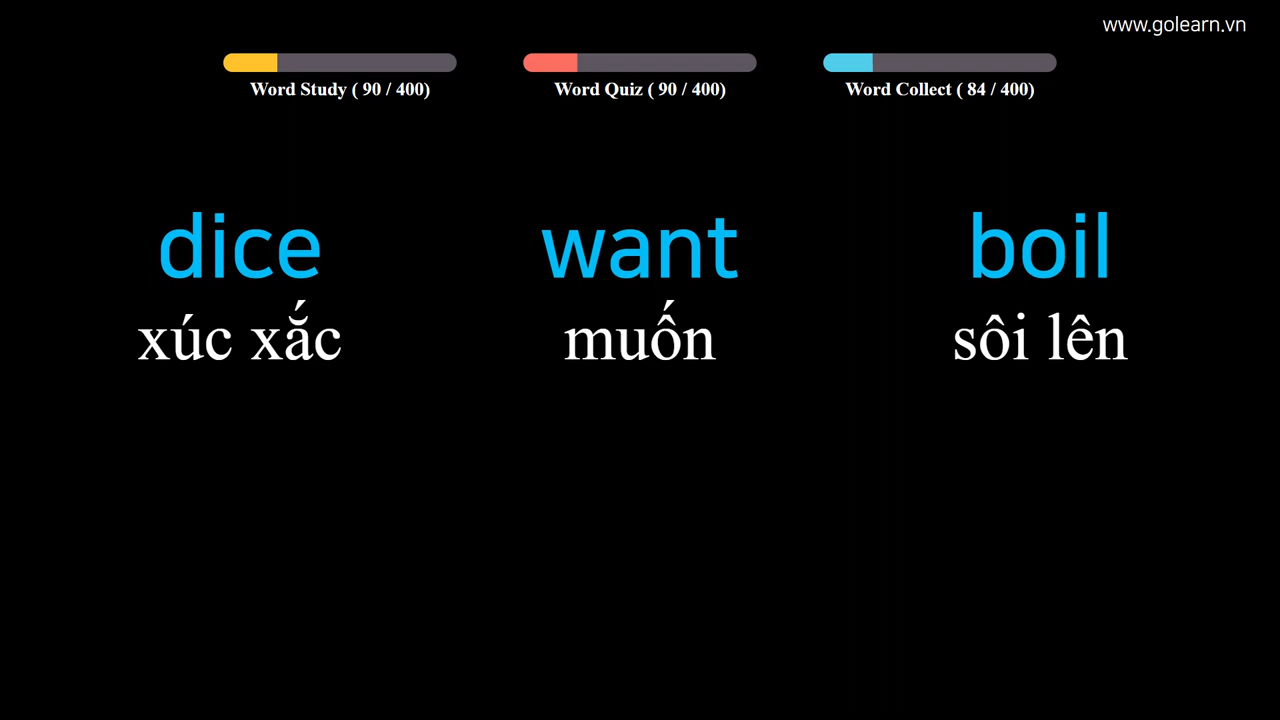 www.golearn.vn
Word Study ( 90 / 400)
Word Quiz ( 90 / 400)
Word Collect ( 84 / 400)
dice
want
boil
xúc xắc
muốn
sôi lên